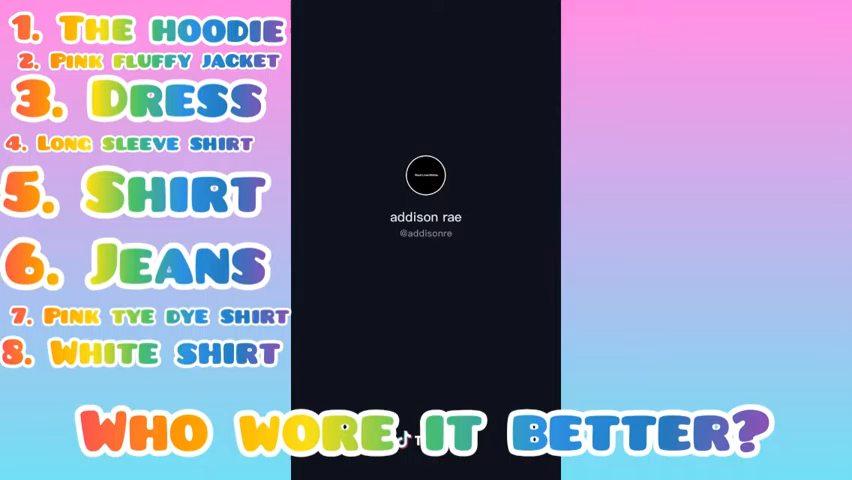 1. The hoodie
2. Pink fluffy jacket
3. Dress
4. Long sleeve shirt
5. Shirt
6. Jeans
7. Pink tye dye shirt
8. White shirt
addison rae
@addisonre
Who wore it better?